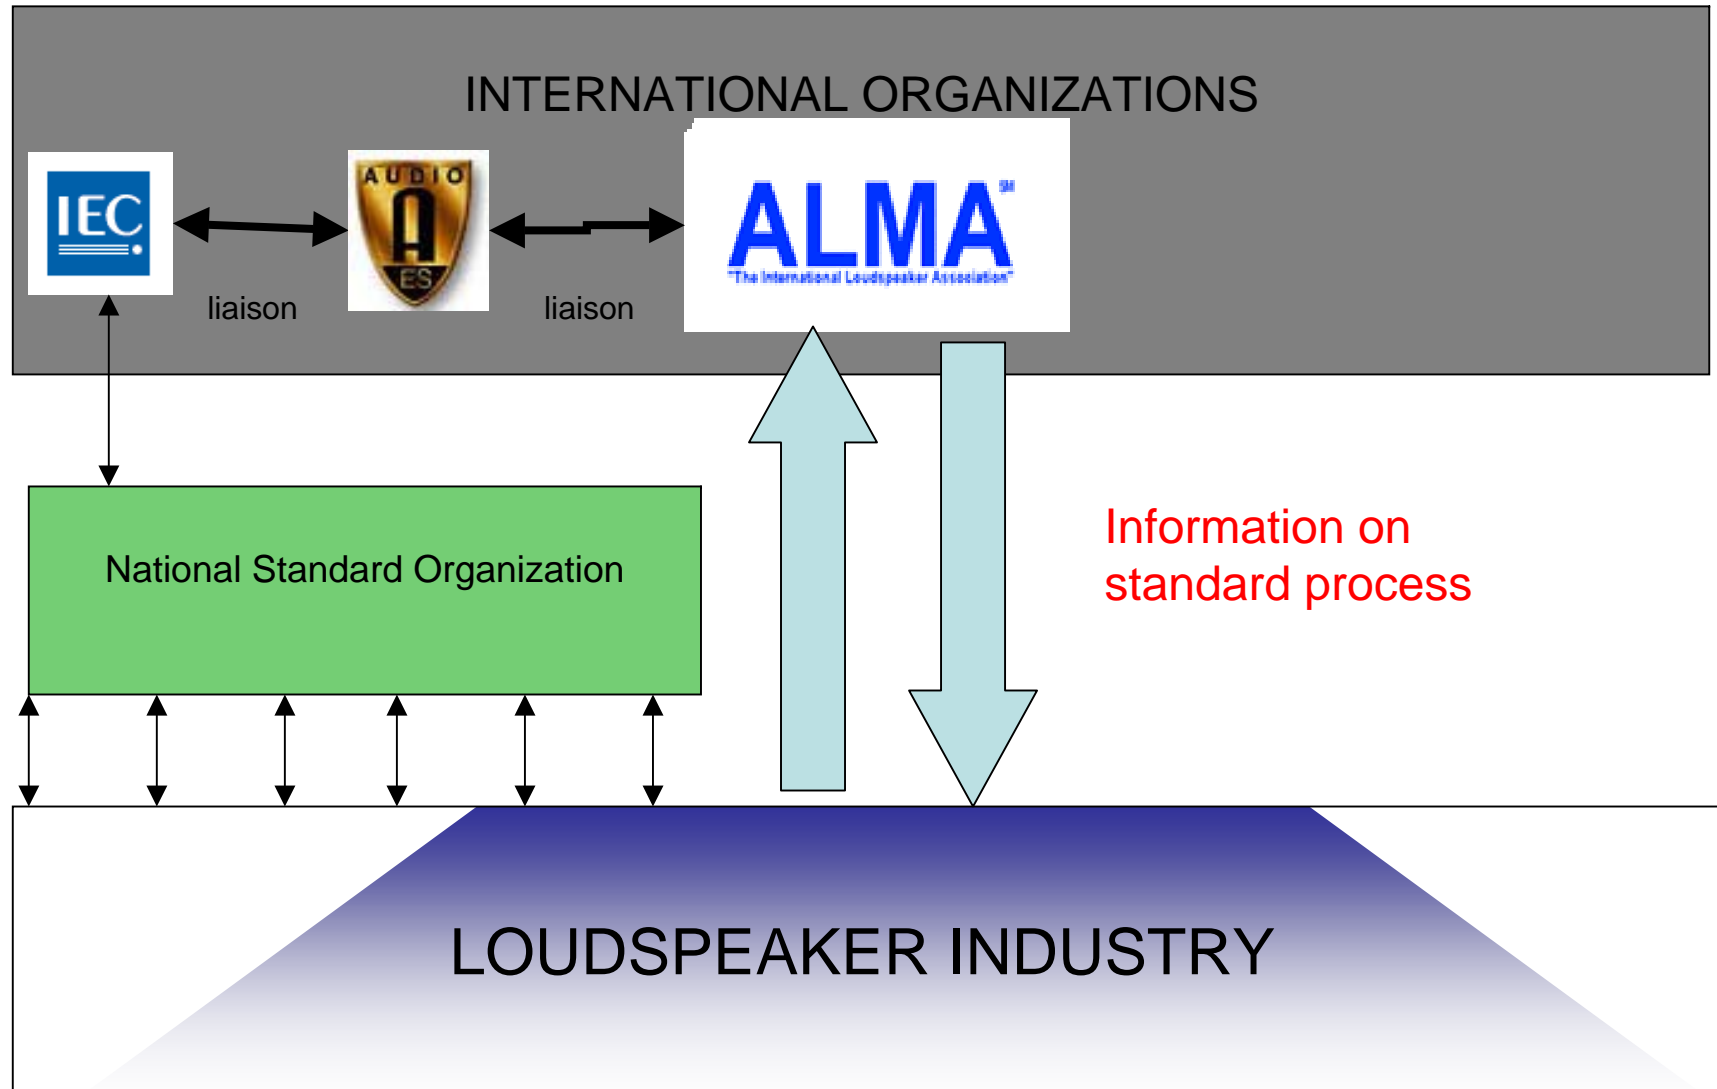 INTERNATIONAL ORGANIZATIONS
IEC
AUDIO
A
ES
ALMA SM
"The International Loudspeaker Association"
liaison
liaison
National Standard Organization
Information on
standard process
LOUDSPEAKER INDUSTRY